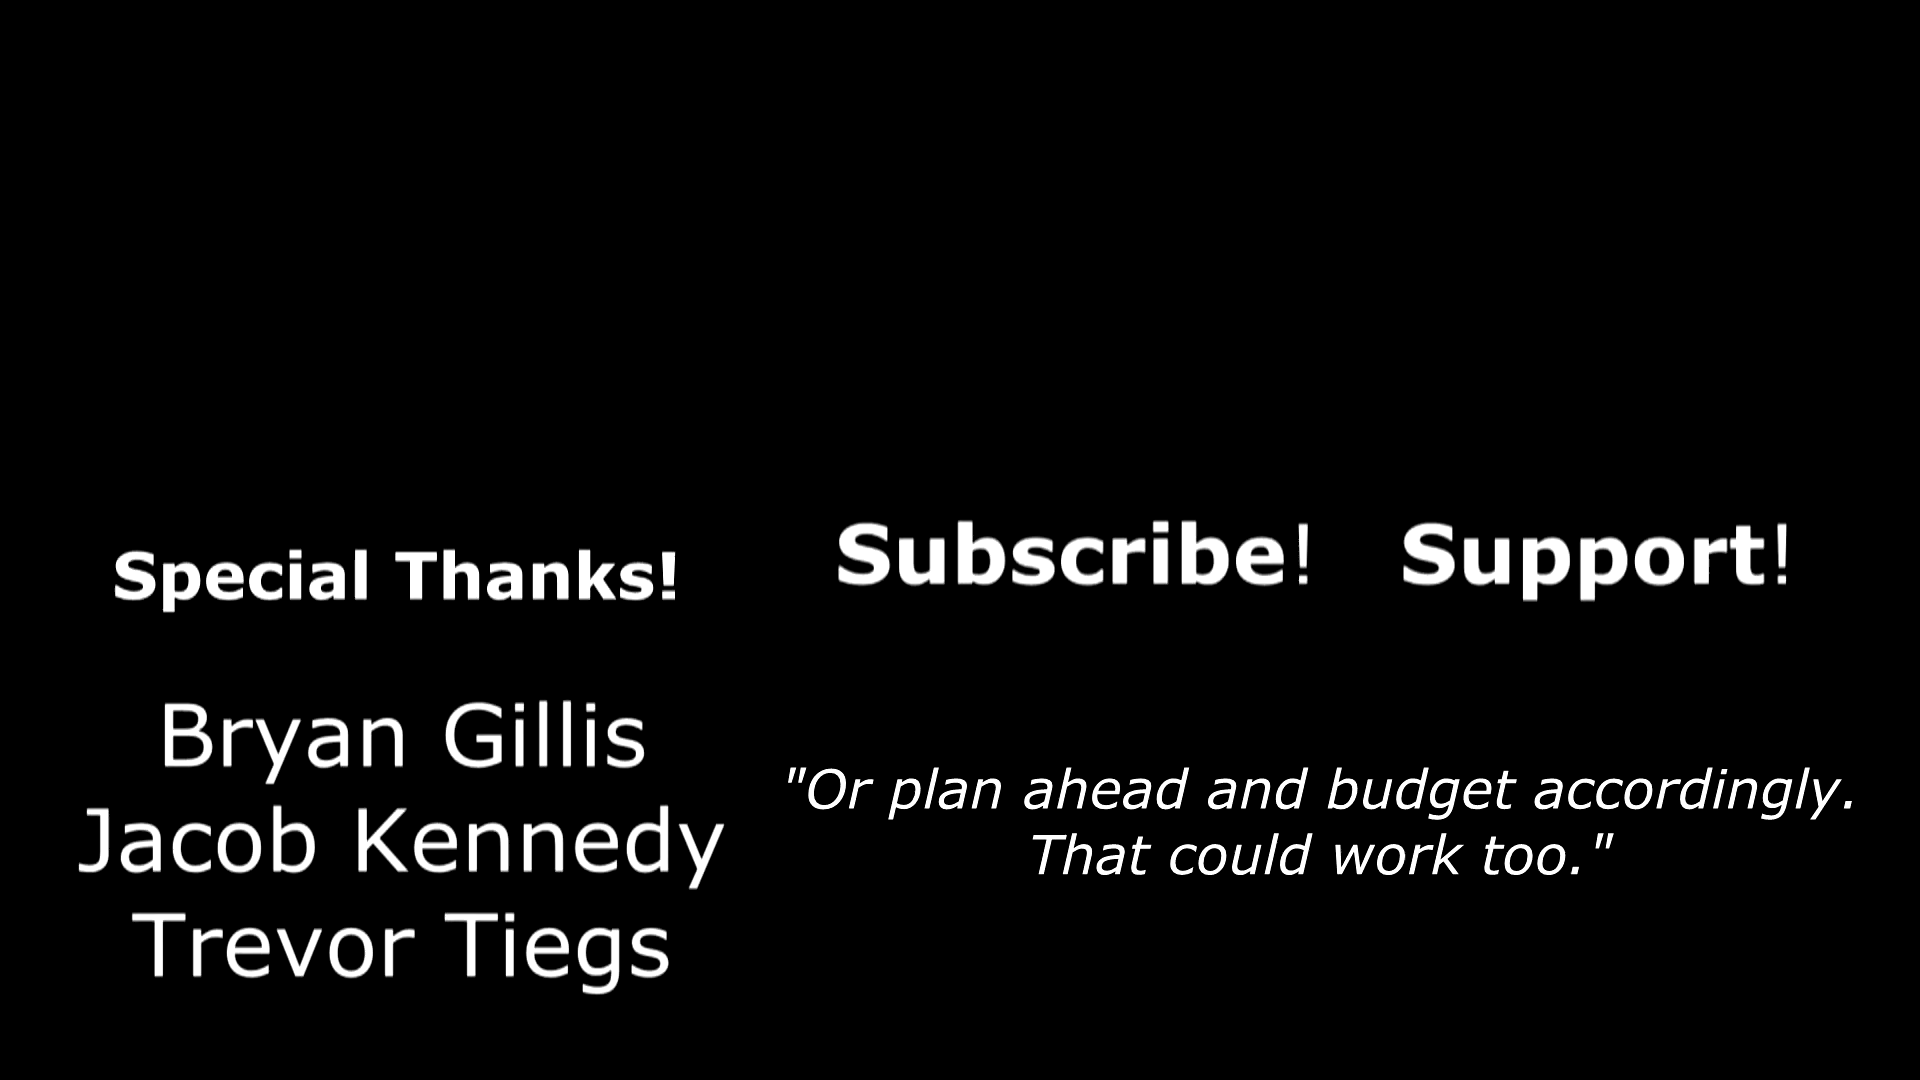 Special Thanks!
Bryan Gillis
Jacob Kennedy
Trevor Tiegs
Subscribe! Support!
"Or plan ahead and budget accordingly.
That could work too."